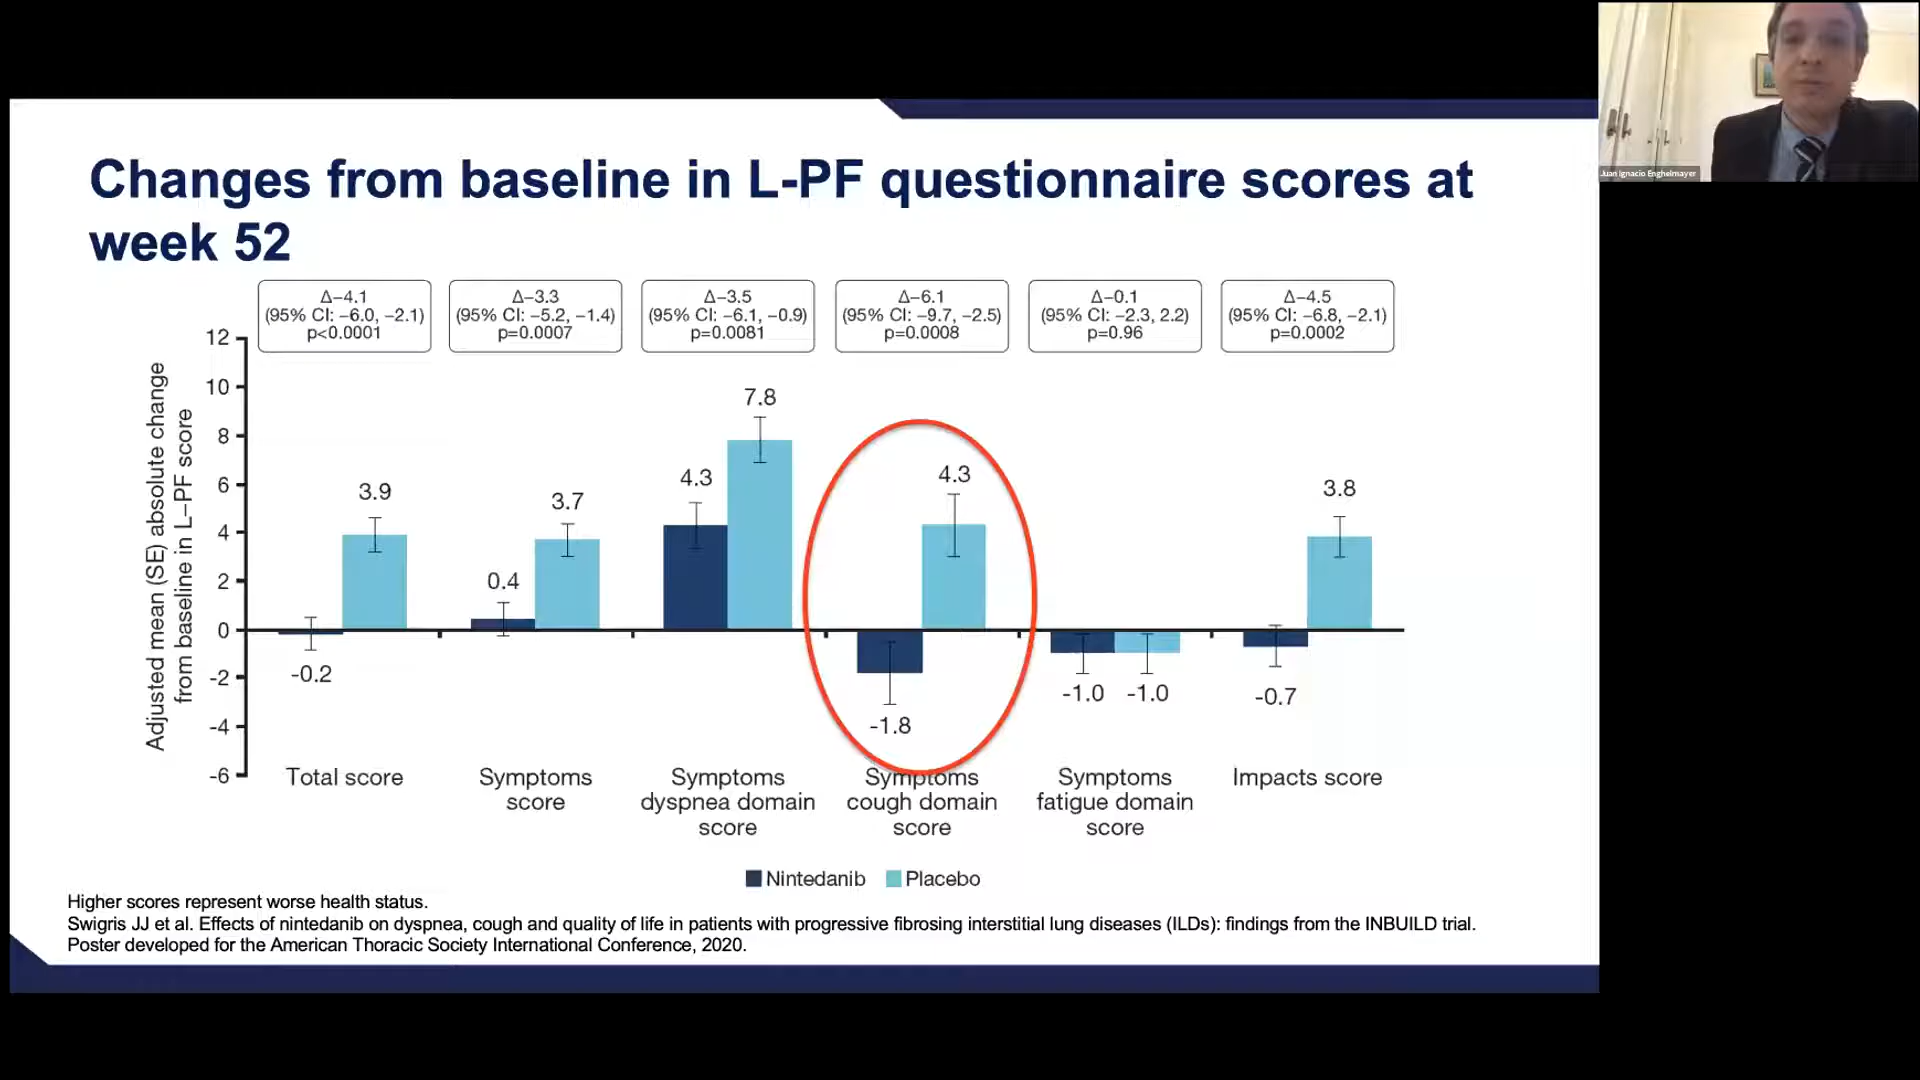 Juan Ignacio Enghelmayer
Changes from baseline in L-PF questionnaire scores at
week 52
Δ−4.1
(95% CI: −6.0, −2.1)
p<0.0001
Δ−3.3
(95% CI: −5.2, −1.4)
p=0.0007
Δ−3.5
(95% CI: −6.1, −0.9)
p=0.0081
Δ−6.1
(95% CI: −9.7, −2.5)
p=0.0008
Δ−0.1
(95% CI: −2.3, 2.2)
p=0.96
Δ−4.5
(95% CI: −6.8, −2.1)
p=0.0002
Adjusted mean (SE) absolute change
from baseline in L–PF score
12
10
8
6
4
2
0
-2
-4
-6
-0.2
3.9
0.4
3.7
4.3
7.8
-1.8
4.3
-1.0
-1.0
-0.7
3.8
Total score
Symptoms
score
Symptoms
dyspnea domain
score
Symptoms
cough domain
score
Symptoms
fatigue domain
score
Impacts score
Nintedanib
Placebo
Higher scores represent worse health status.
Swigris JJ et al. Effects of nintedanib on dyspnea, cough and quality of life in patients with progressive fibrosing interstitial lung diseases (ILDs): findings from the INBUILD trial.
Poster developed for the American Thoracic Society International Conference, 2020.